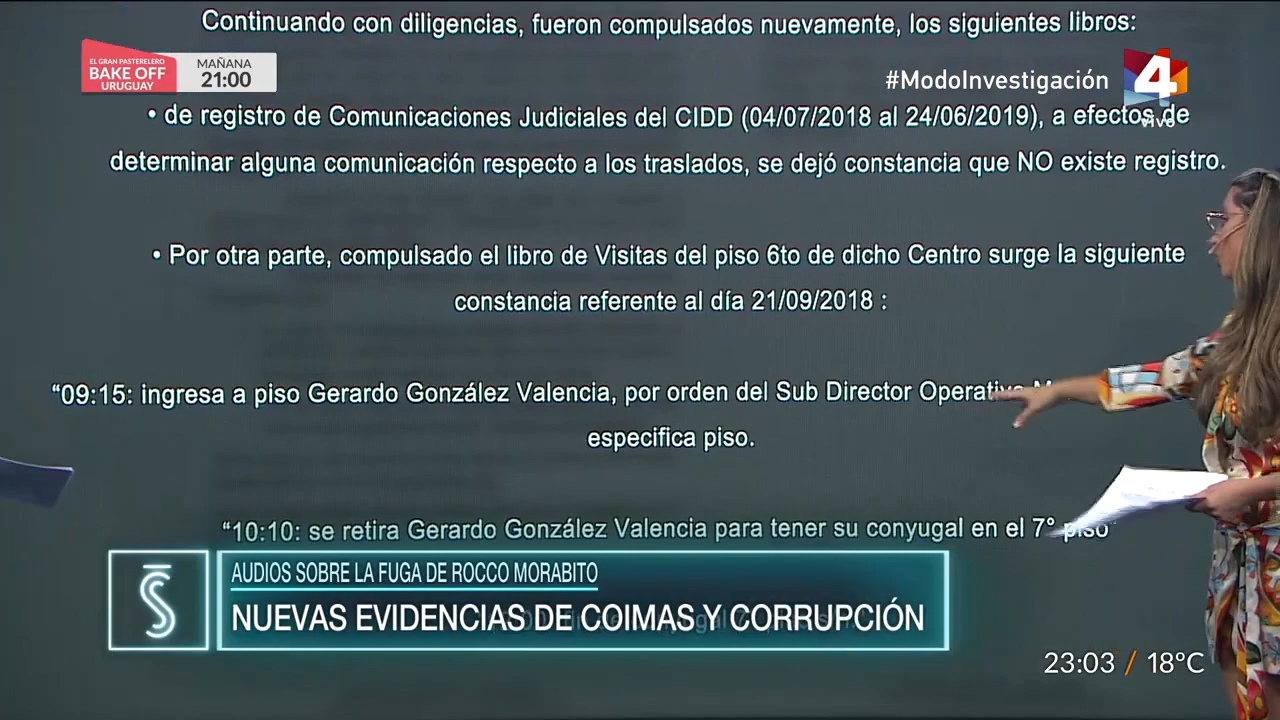 Continuando con diligencias, fueron compulsados nuevamente, los siguientes libros:
EL GRAN PASTERELERO
BAKE OFF
URUGUAY
MAÑANA
21:00
#ModoInvestigación
4
vivo
• de registro de Comunicaciones Judiciales del CIDD (04/07/2018 al 24/06/2019), a efectos de
determinar alguna comunicación respecto a los traslados, se dejó constancia que NO existe registro.
• Por otra parte, compulsado el libro de Visitas del piso 6to de dicho Centro surge la siguiente
constancia referente al día 21/09/2018 :
“09:15: ingresa a piso Gerardo González Valencia, por orden del Sub Director
especifica piso.
“10:10: se retira Gerardo González Valencia para tener su conyugal en el 7° piso
AUDIOS SOBRE LA FUGA DE ROCCO MORABITO
NUEVAS EVIDENCIAS DE COIMAS Y CORRUPCIÓN
23:03 / 18°C